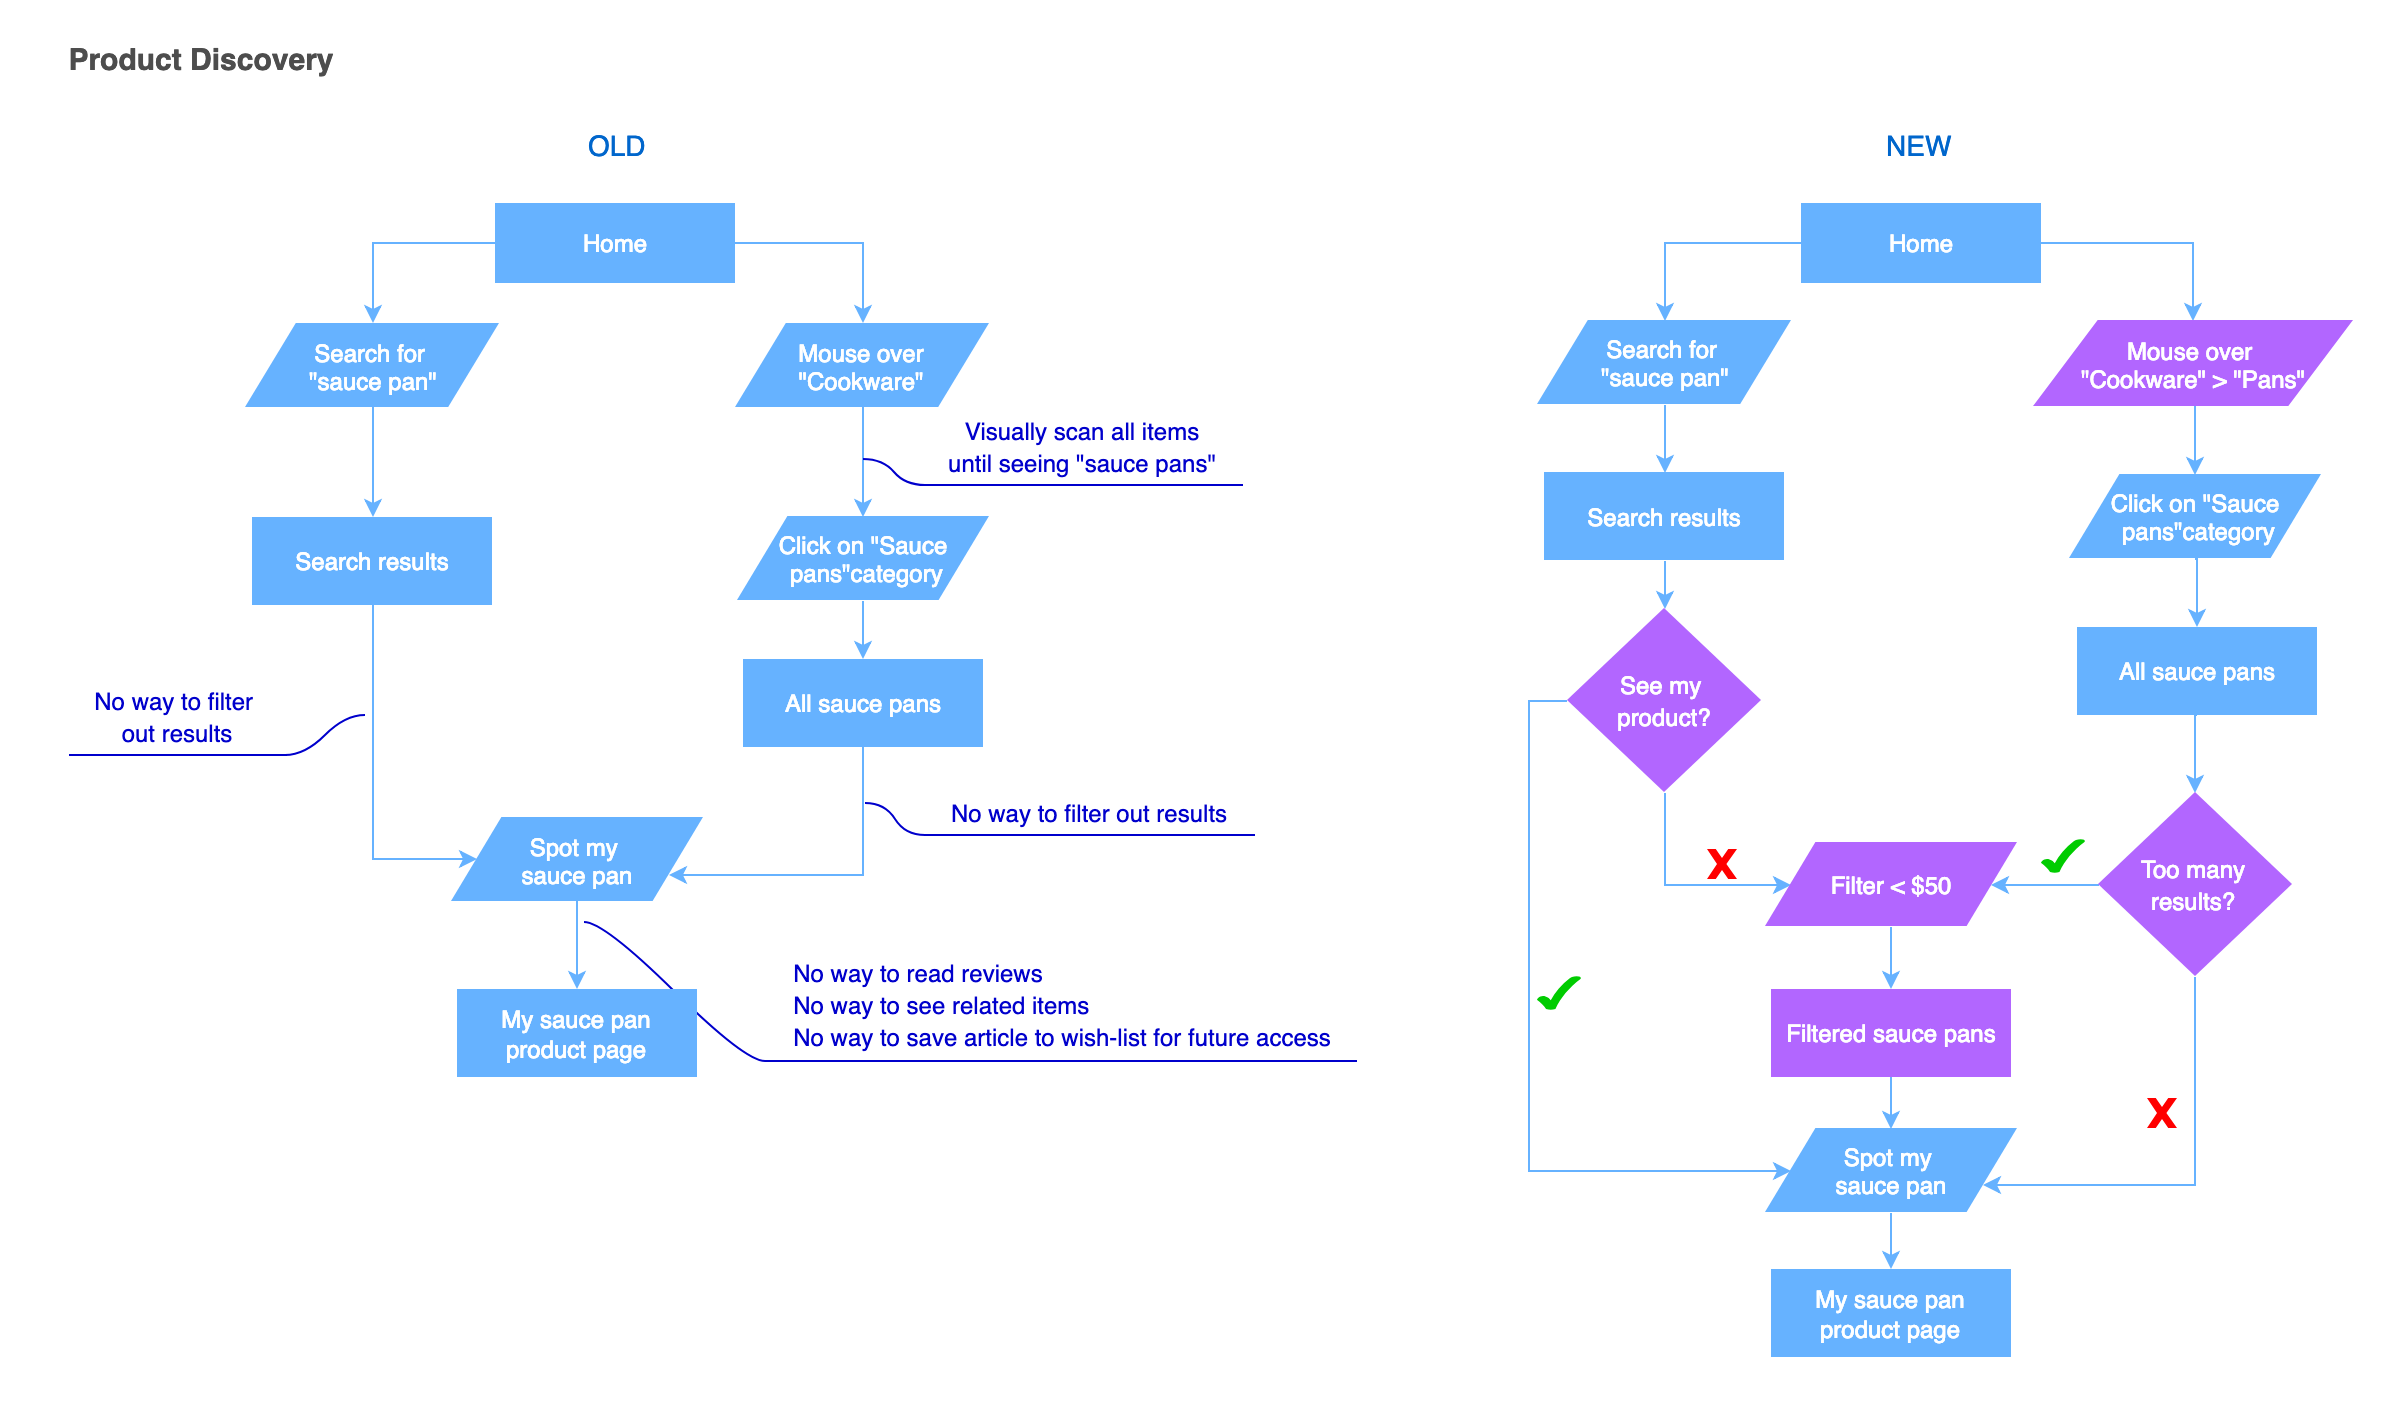 Product Discovery
OLD
Home
Search for
"sauce pan"
Mouse over
"Cookware"
Visually scan all items
until seeing "sauce pans"
Search results
Click on "Sauce
pans"category
All sauce pans
No way to filter
out results
No way to filter out results
Spot my
sauce pan
No way to read reviews
No way to see related items
No way to save article to wish-list for future access
My sauce pan
product page
NEW
Home
Search for
"sauce pan"
Mouse over
"Cookware" > "Pans"
Search results
Click on "Sauce
pans"category
See my
product?
All sauce pans
X
Filter < $50
Too many
results?
Filtered sauce pans
X
Spot my
sauce pan
My sauce pan
product page